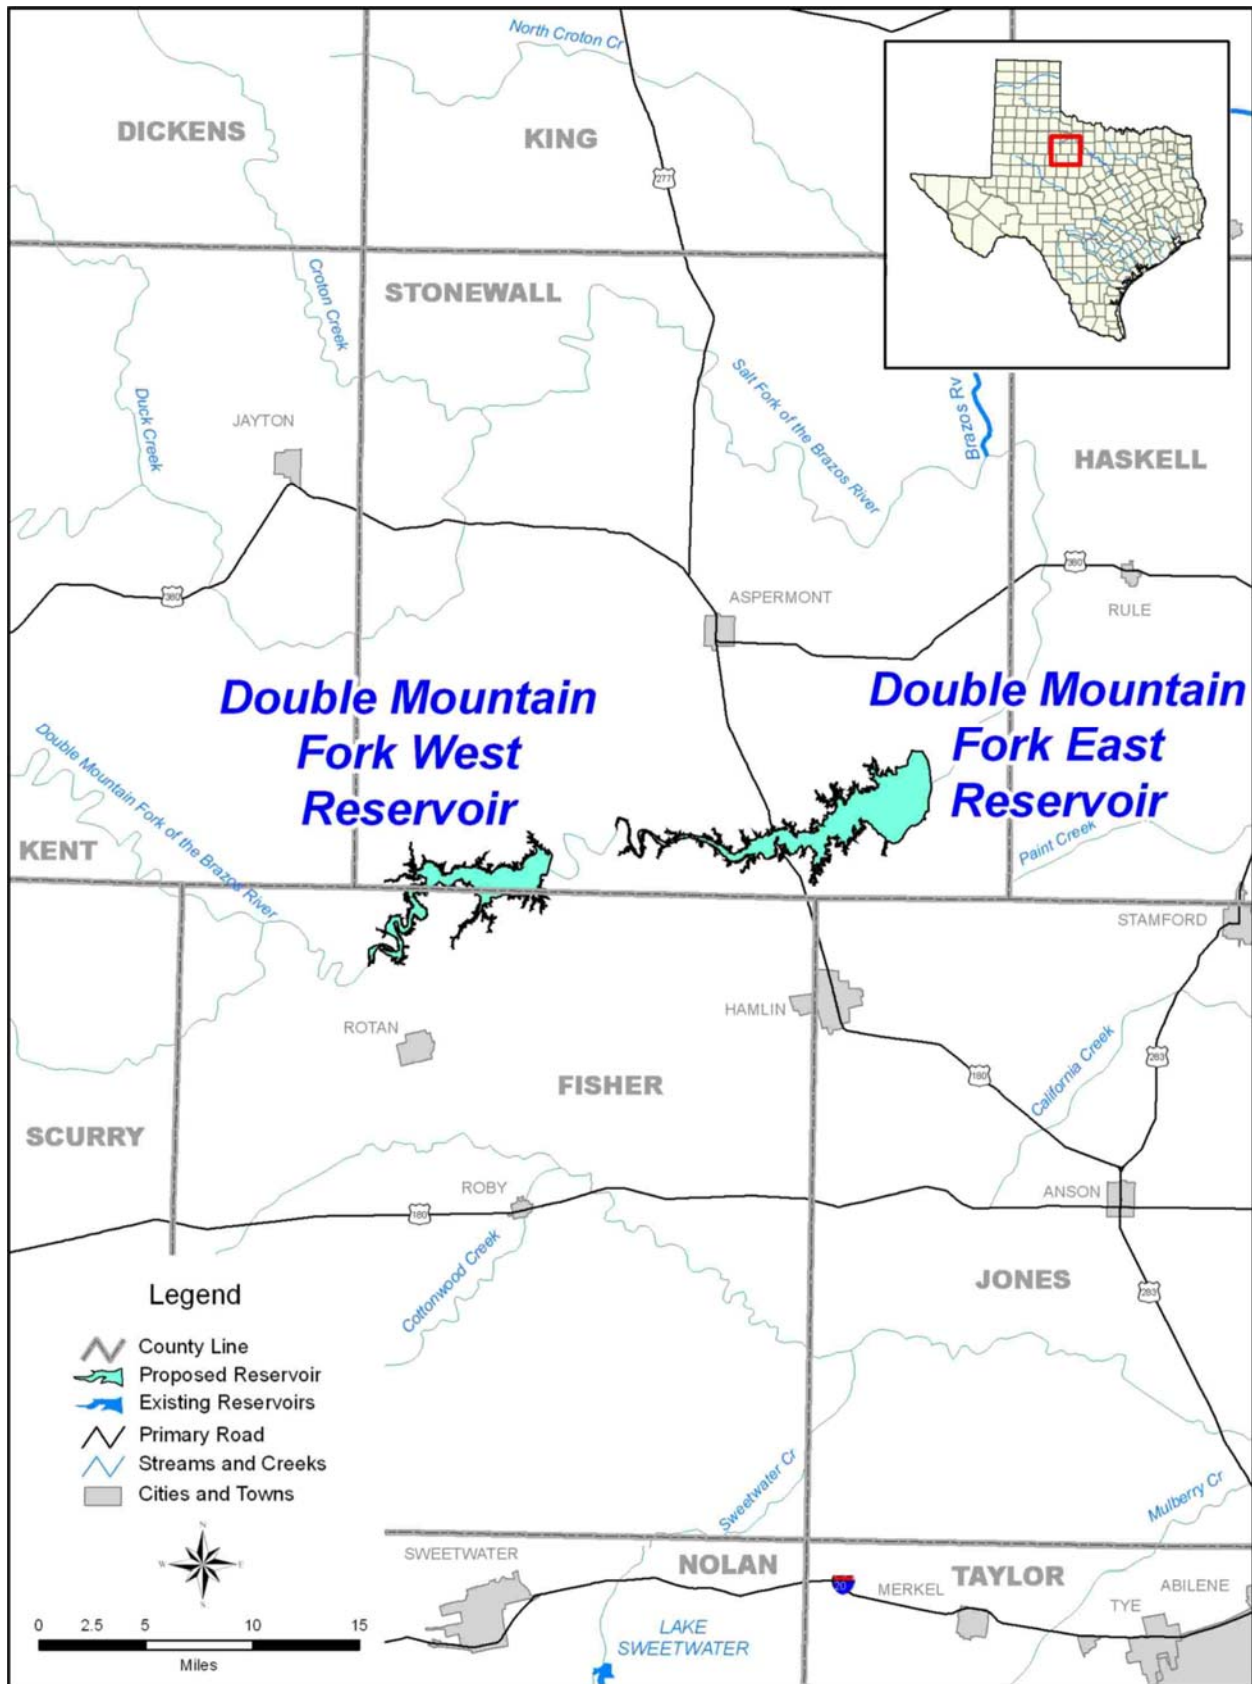 North Croton Cr
DICKENS
KING
277
Croton Creek
STONEWALL
Salt Fork of the Brazos River
Brazos Rv
Duck Creek
JAYTON
HASKELL
380
380
ASPERMONT
RULE
Double Mountain
Fork West
Reservoir
Double Mountain
Fork East
Reservoir
Double Mountain Fork of the Brazos River
KENT
Paint Creek
STAMFORD
HAMLIN
ROTAN
FISHER
180
283
California Creek
SCURRY
ROBY
180
ANSON
Cottonwood Creek
JONES
283
Legend
County Line
Proposed Reservoir
Existing Reservoirs
Primary Road
Streams and Creeks
Cities and Towns
N
W
E
S
Sweetwater Cr
Mulberry Cr
SWEETWATER
NOLAN
20
MERKEL
TAYLOR
TYE
ABILENE
LAKE
SWEETWATER
0 2.5 5 10 15
Miles